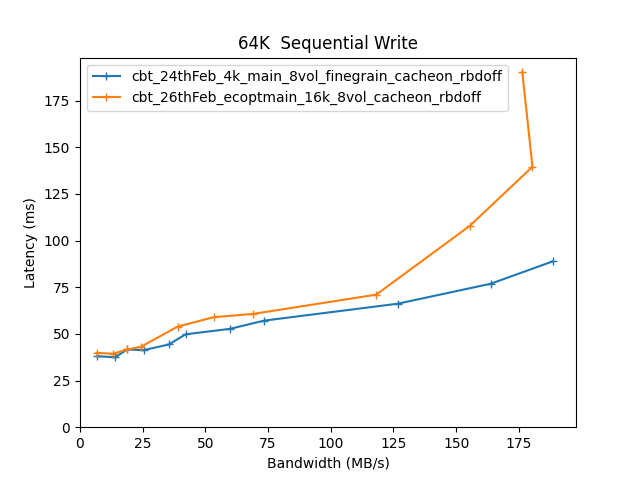 64K  Sequential Write
cbt_24thFeb_4k_main_8vol_finegrain_cacheon_rbdoff
cbt_26thFeb_ecoptmain_16k_8vol_cacheon_rbdoff
175
150
125
100
75
50
25
0
Latency (ms)
0 25 50 75 100 125 150 175
Bandwidth (MB/s)